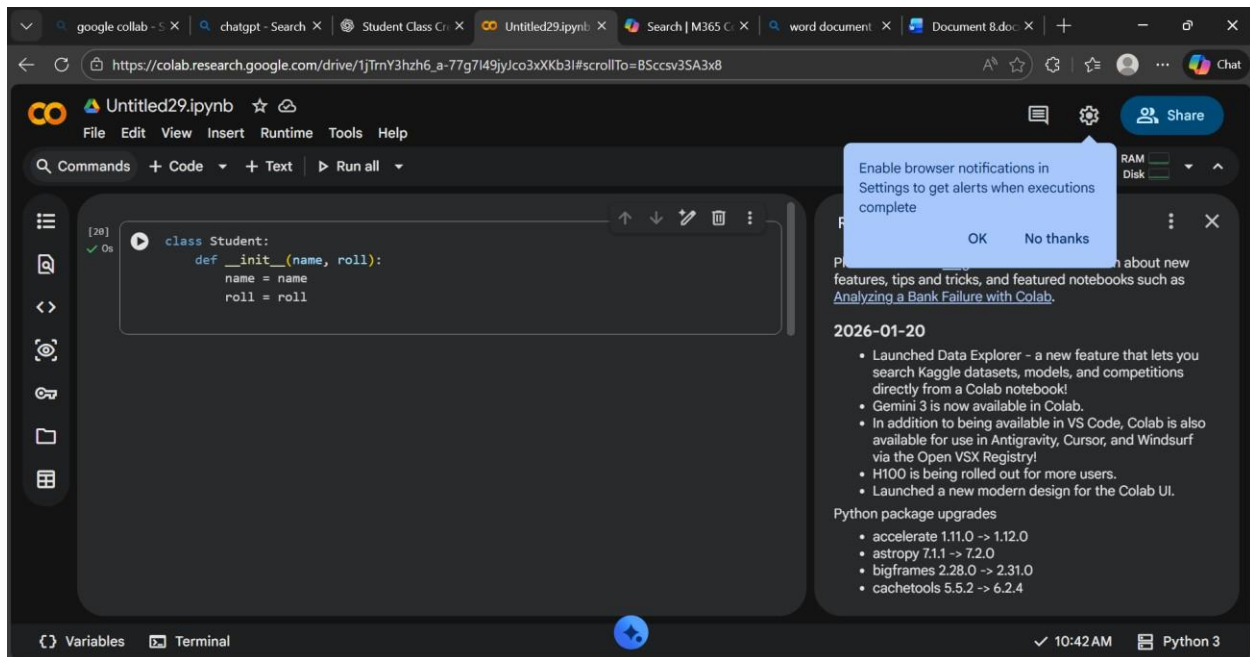 google collab - S
chatgpt - Search
Student Class Cr
Untitled29.ipynb
Search | M365 C
word document
Document 8.doc
https://colab.research.google.com/drive/1jTrnY3hzh6_a-77g7I49jyJco3xXKb3I#scrollTo=BSccsv3SA3x8
Chat
Untitled29.ipynb
File Edit View Insert Runtime Tools Help
Share
Commands + Code + Text Run all
RAM
Disk
Enable browser notifications in
Settings to get alerts when executions
complete
OK No thanks
[20]
0s
class Student:
def __init__(name, roll):
name = name
roll = roll
about new
features, tips and tricks, and featured notebooks such as
Analyzing a Bank Failure with Colab.
2026-01-20
• Launched Data Explorer - a new feature that lets you
search Kaggle datasets, models, and competitions
directly from a Colab notebook!
• Gemini 3 is now available in Colab.
• In addition to being available in VS Code, Colab is also
available for use in Antigravity, Cursor, and Windsurf
via the Open VSX Registry!
• H100 is being rolled out for more users.
• Launched a new modern design for the Colab UI.
Python package upgrades
• accelerate 1.11.0 -> 1.12.0
• astropy 7.1.1 -> 7.2.0
• bigframes 2.28.0 -> 2.31.0
• cachetools 5.5.2 -> 6.2.4
{} Variables Terminal
10:42 AM Python 3